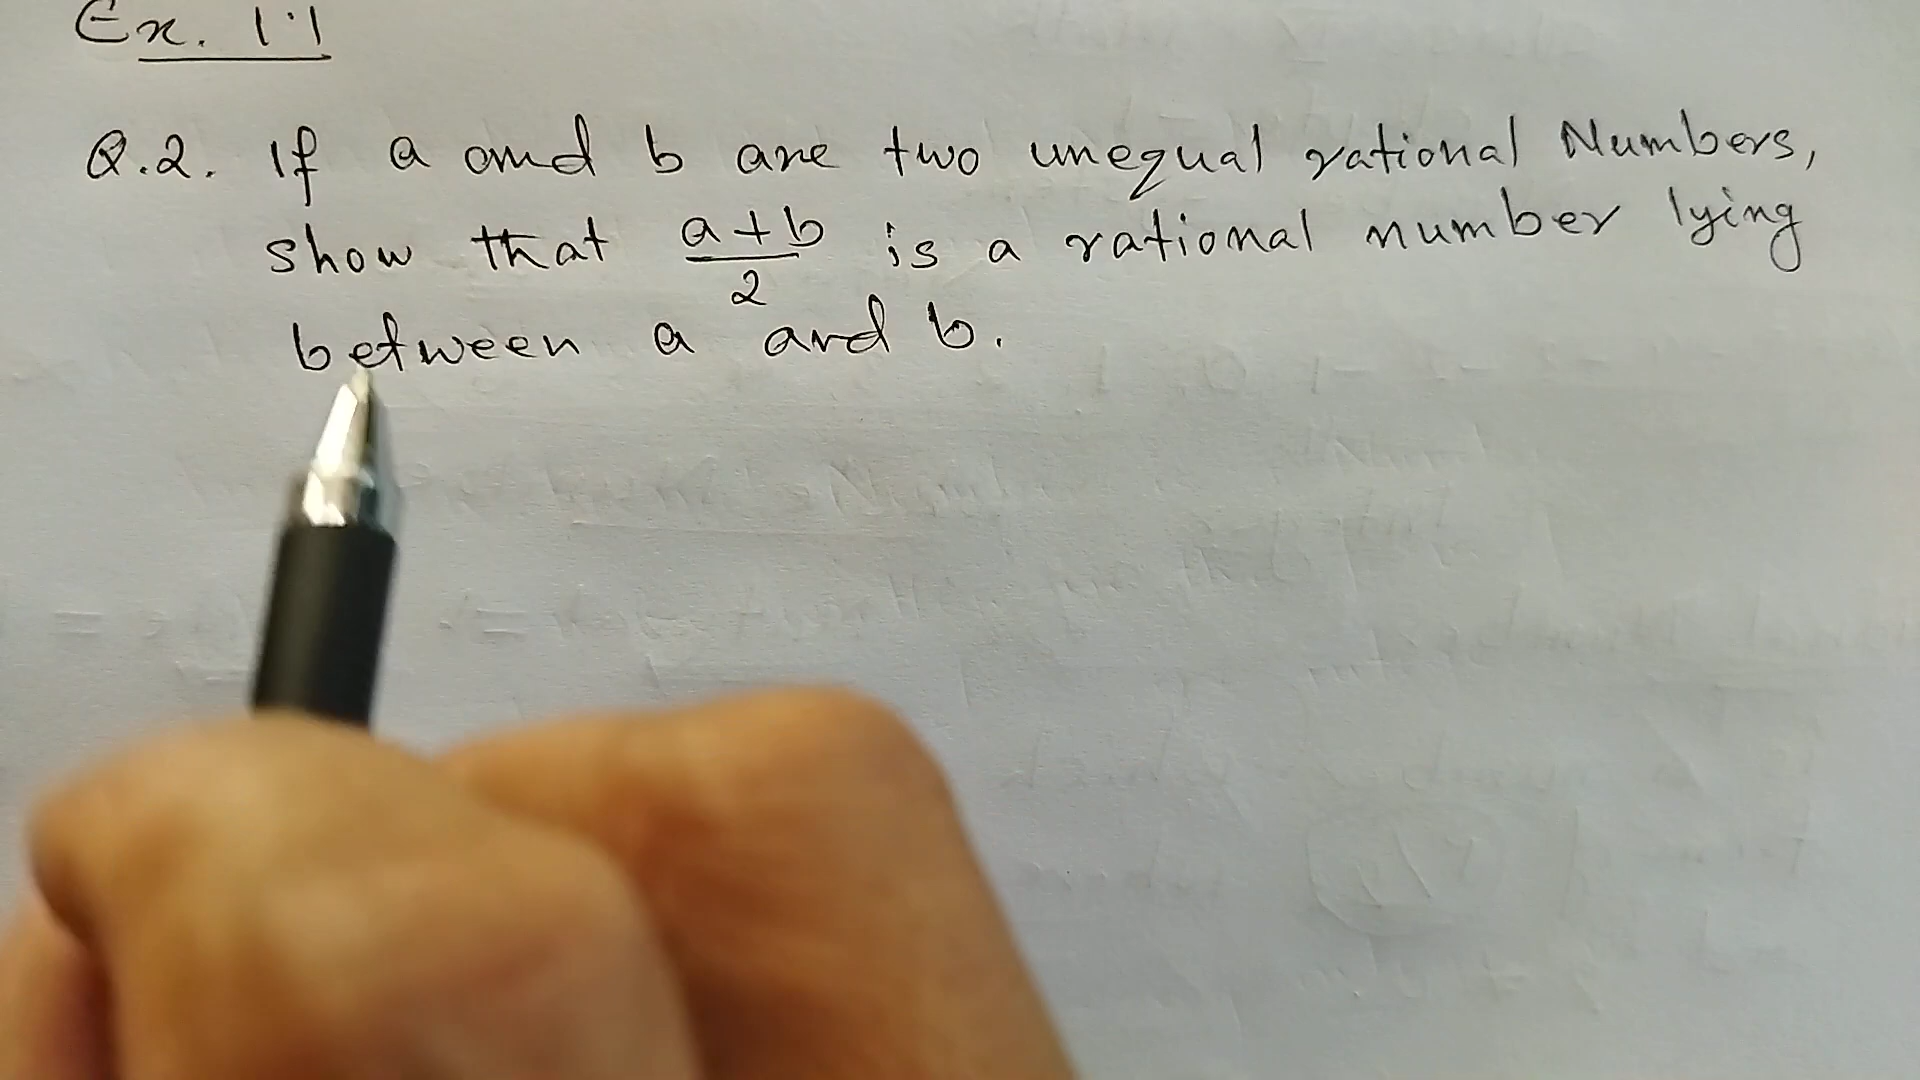 Ex. 1.1
Q.2. If a and b are two unequal rational Numbers,
show that a+b/2 is a rational number lying
between a and b.